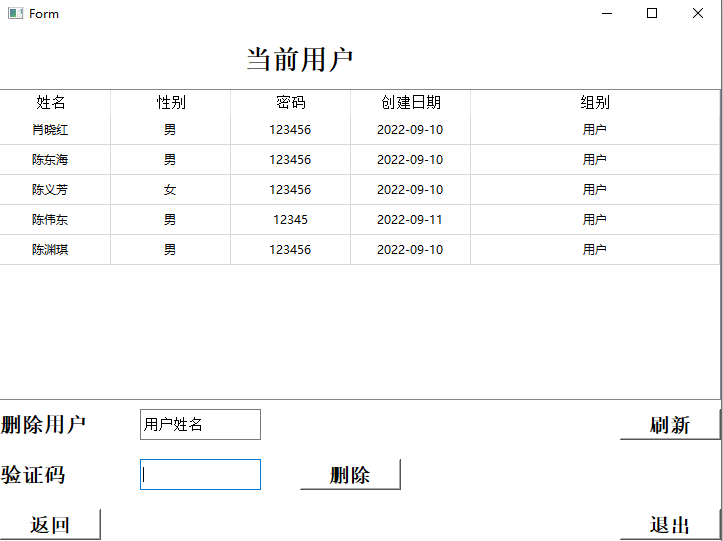 Form
当前用户
姓名 性别 密码 创建日期 组别
肖晓红 男 123456 2022-09-10 用户
陈东海 男 123456 2022-09-10 用户
陈义芳 女 123456 2022-09-10 用户
陈伟东 男 12345 2022-09-11 用户
陈渊琪 男 123456 2022-09-10 用户
删除用户 用户姓名 刷新
验证码 删除
返回 退出